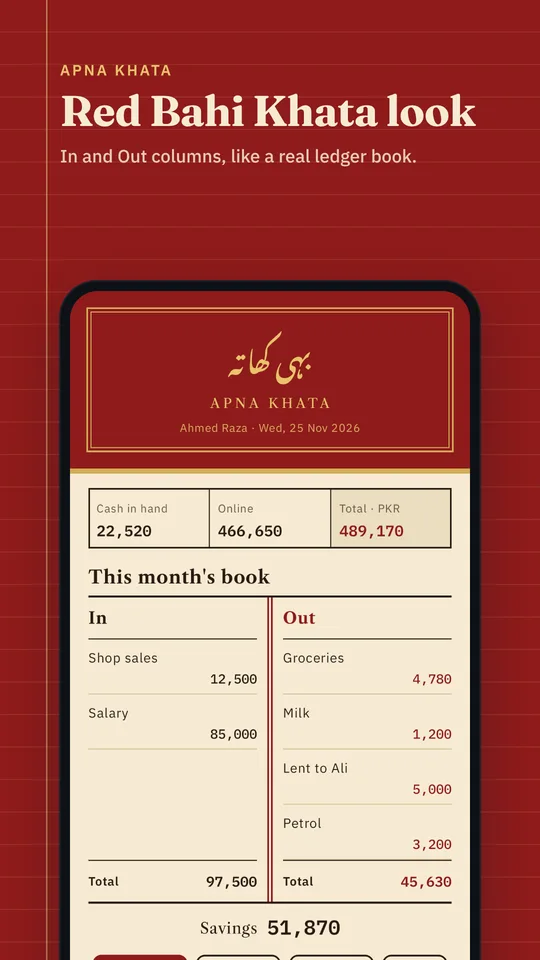 APNA KHATA
Red Bahi Khata look
In and Out columns, like a real ledger book.
بہی کھاتہ
APNA KHATA
Ahmed Raza · Wed, 25 Nov 2026
Cash in hand
22,520
Online
466,650
Total · PKR
489,170
This month's book
In
Shop sales
12,500
Salary
85,000
Total 97,500
Out
Groceries
4,780
Milk
1,200
Lent to Ali
5,000
Petrol
3,200
Total 45,630
Savings 51,870